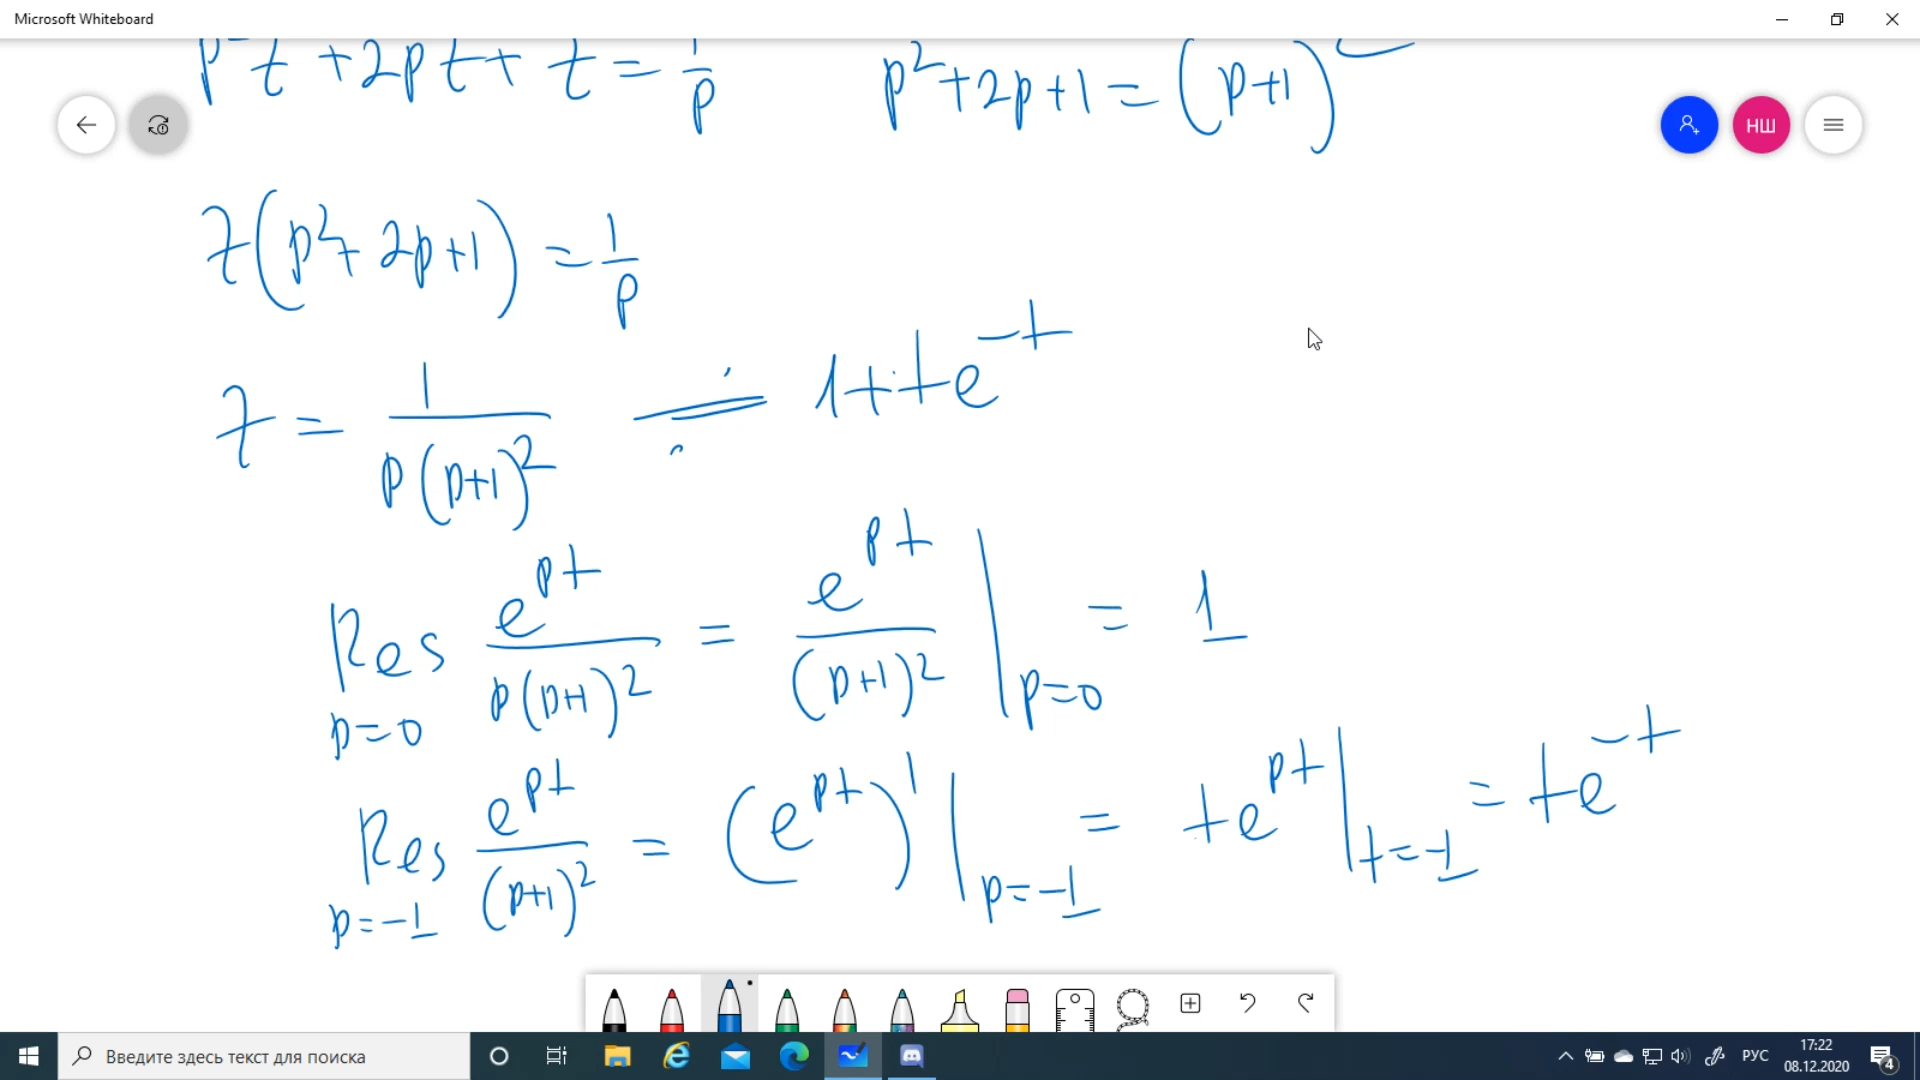 Microsoft Whiteboard
p²z + 2pz + z = 1/p
p² + 2p + 1 = (p+1)²
НШ
z(p² + 2p + 1) = 1/p
z = 1/(p(p+1)²) ≓ 1 + te^(-t)
Res_(p=0) e^(pt)/(p(p+1)²) = e^(pt)/(p+1)² |_(p=0) = 1
Res_(p=-1) e^(pt)/(p+1)² = (e^(pt))' |_(p=-1) = te^(pt) |_(t=-1) = te^(-t)
Введите здесь текст для поиска
РУС
17:22
08.12.2020
4